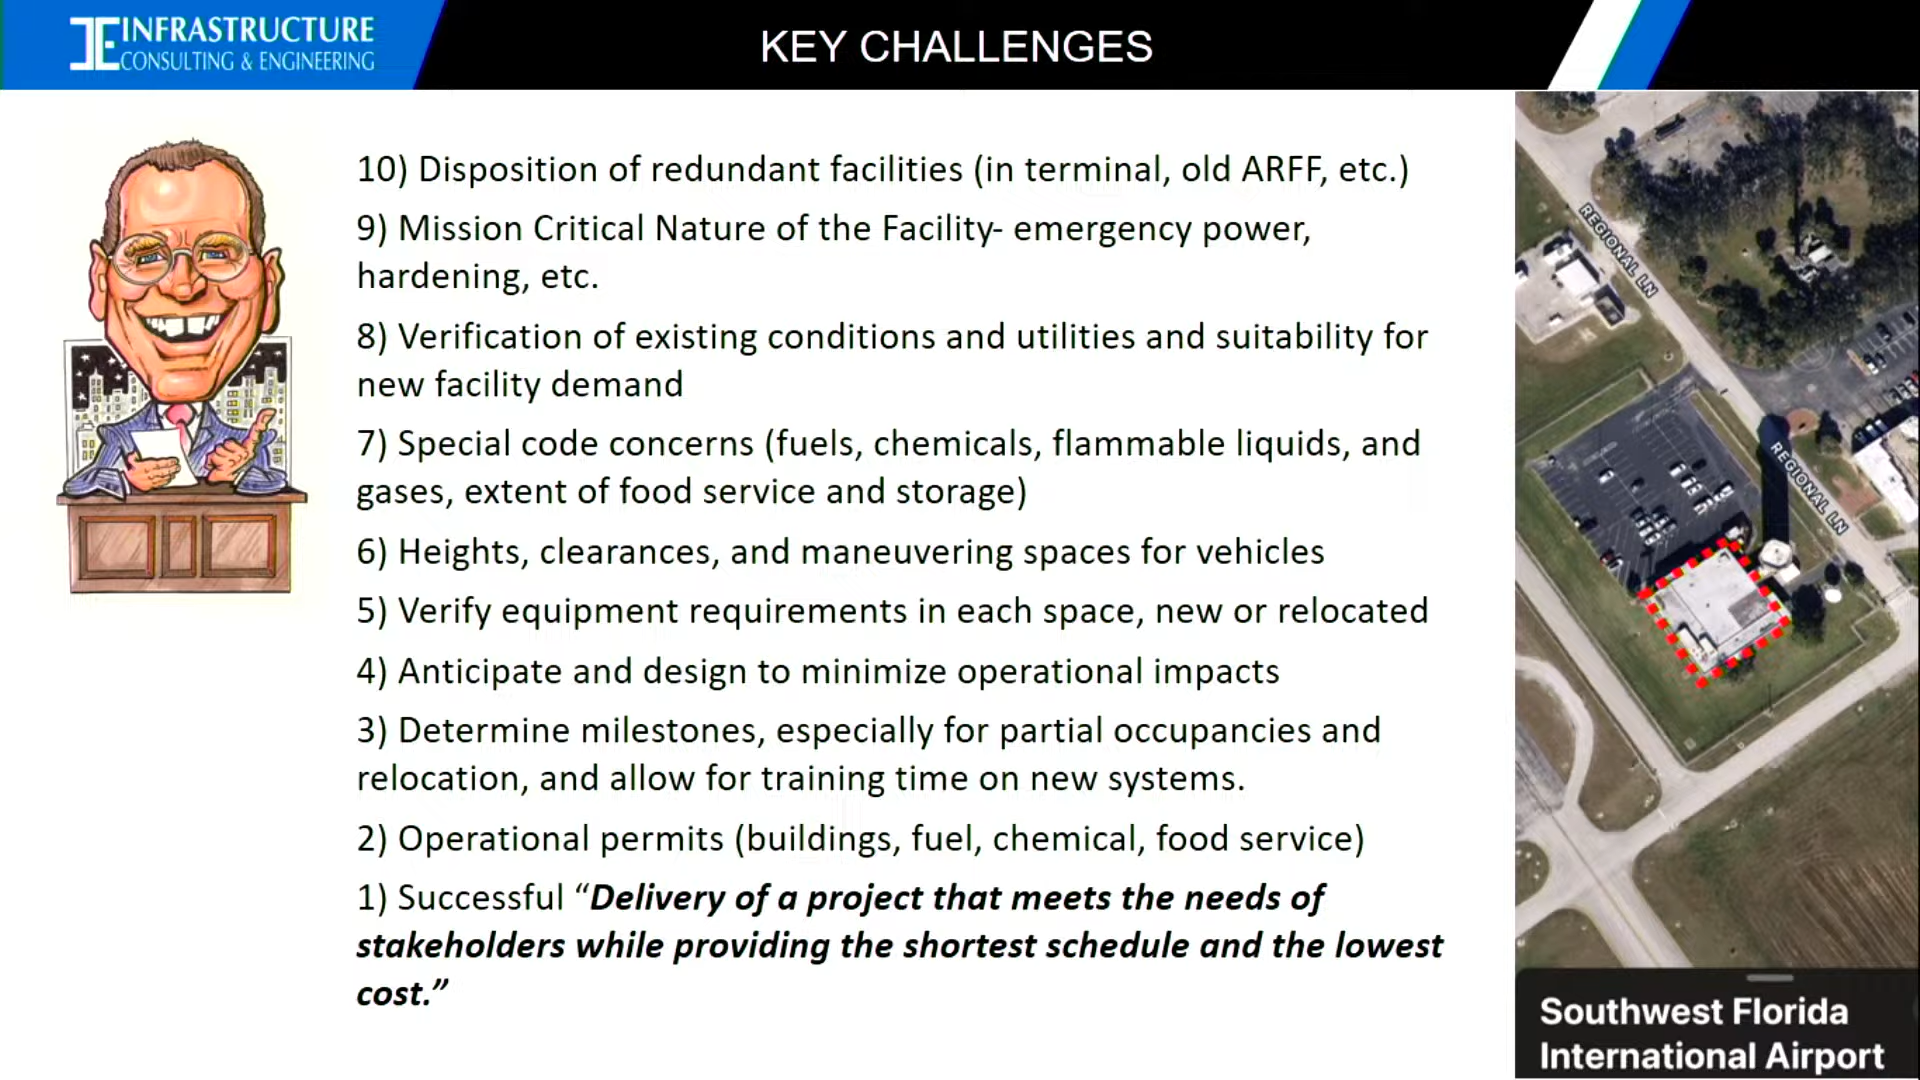 INFRASTRUCTURE
CONSULTING & ENGINEERING
KEY CHALLENGES
10) Disposition of redundant facilities (in terminal, old ARFF, etc.)
9) Mission Critical Nature of the Facility- emergency power,
hardening, etc.
8) Verification of existing conditions and utilities and suitability for
new facility demand
7) Special code concerns (fuels, chemicals, flammable liquids, and
gases, extent of food service and storage)
6) Heights, clearances, and maneuvering spaces for vehicles
5) Verify equipment requirements in each space, new or relocated
4) Anticipate and design to minimize operational impacts
3) Determine milestones, especially for partial occupancies and
relocation, and allow for training time on new systems.
2) Operational permits (buildings, fuel, chemical, food service)
1) Successful “Delivery of a project that meets the needs of
stakeholders while providing the shortest schedule and the lowest
cost.”
REGIONAL LN
REGIONAL LN
Southwest Florida
International Airport